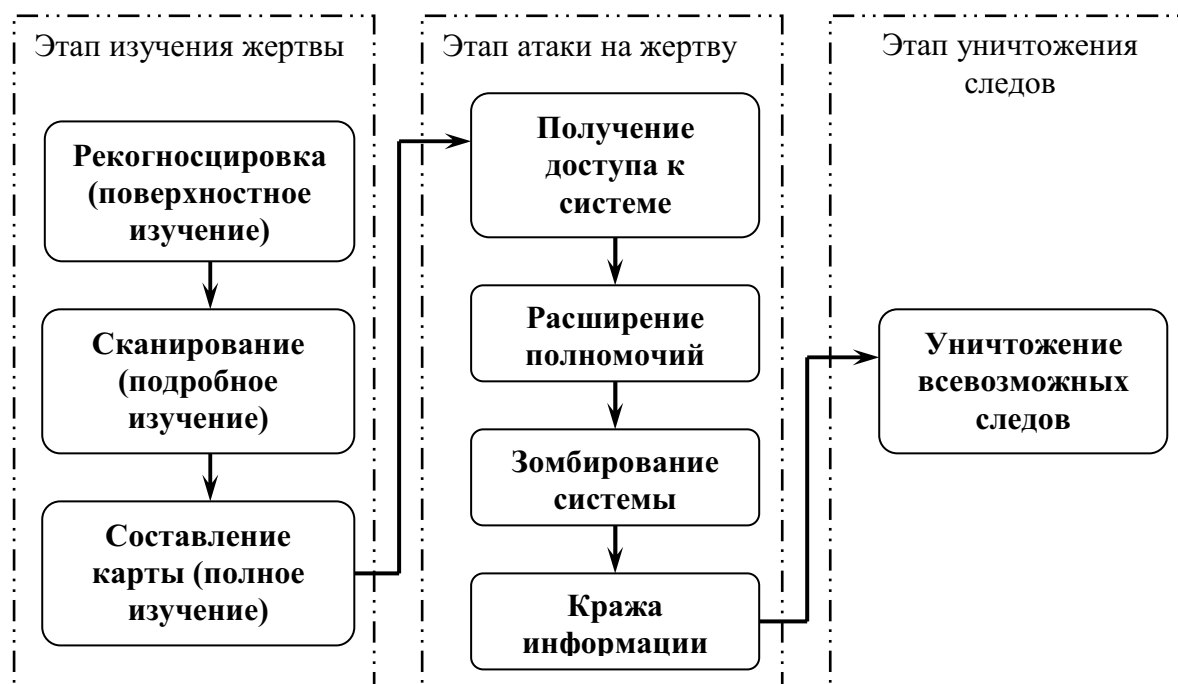 Этап изучения жертвы
Рекогносцировка
(поверхностное
изучение)
Сканирование
(подробное
изучение)
Составление
карты (полное
изучение)
Этап атаки на жертву
Получение
доступа к
системе
Расширение
полномочий
Зомбирование
системы
Кража
информации
Этап уничтожения
следов
Уничтожение
всевозможных
следов